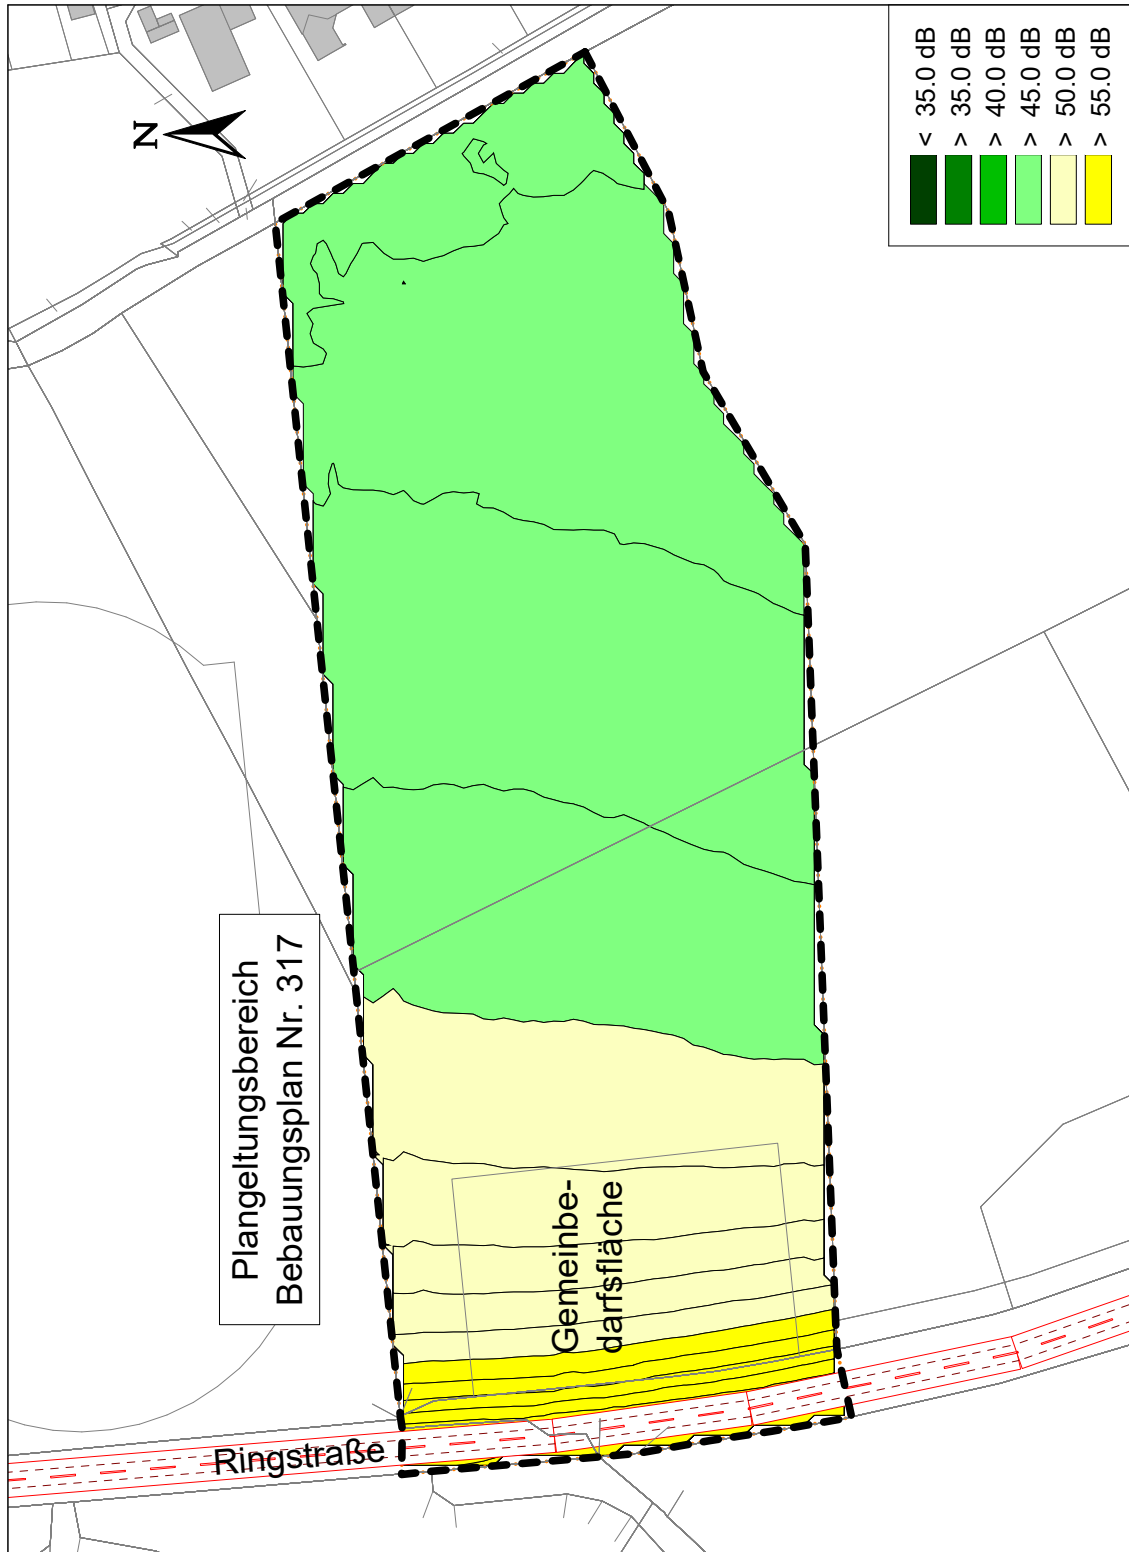 N
Plangeltungsbereich
Bebauungsplan Nr. 317
Gemeinbe-
darfsfläche
Ringstraße
< 35.0 dB
> 35.0 dB
> 40.0 dB
> 45.0 dB
> 50.0 dB
> 55.0 dB